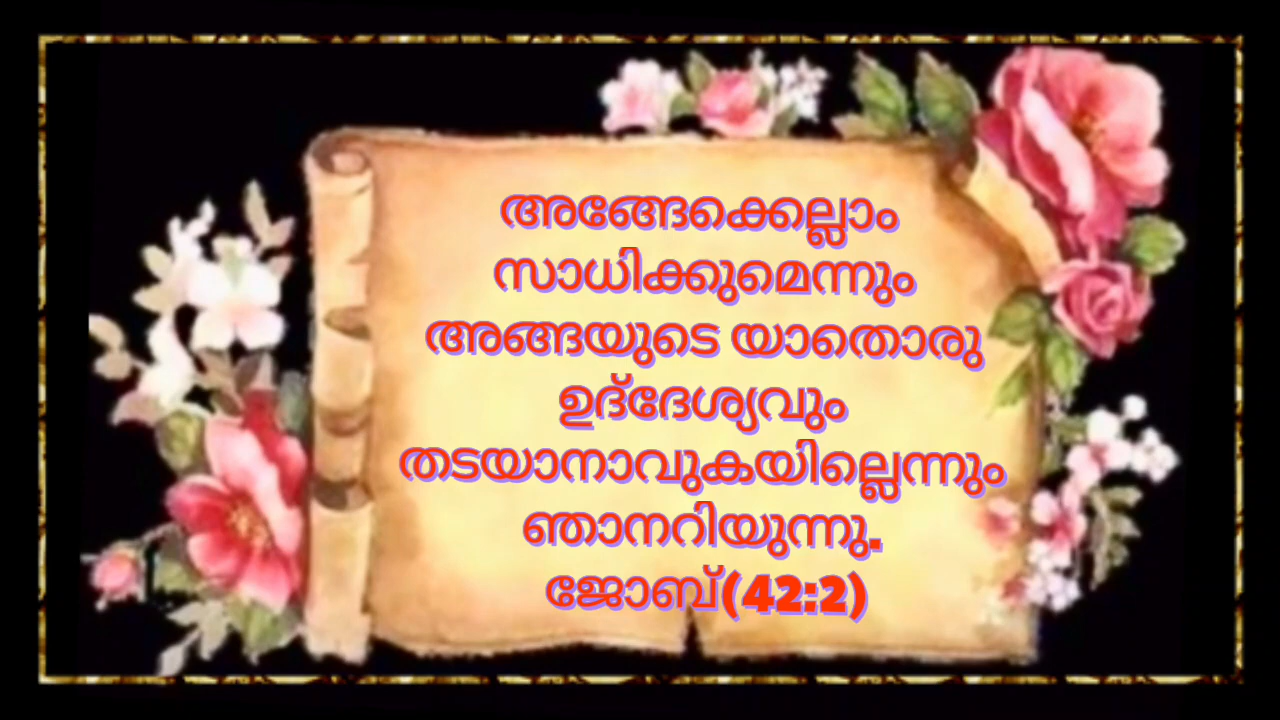 അങ്ങേക്കെല്ലാം
സാധിക്കുമെന്നും
അങ്ങയുടെ യാതൊരു
ഉദ്ദേശ്യവും
തടയാനാവുകയില്ലെന്നും
ഞാനറിയുന്നു.
ജോബ്(42:2)